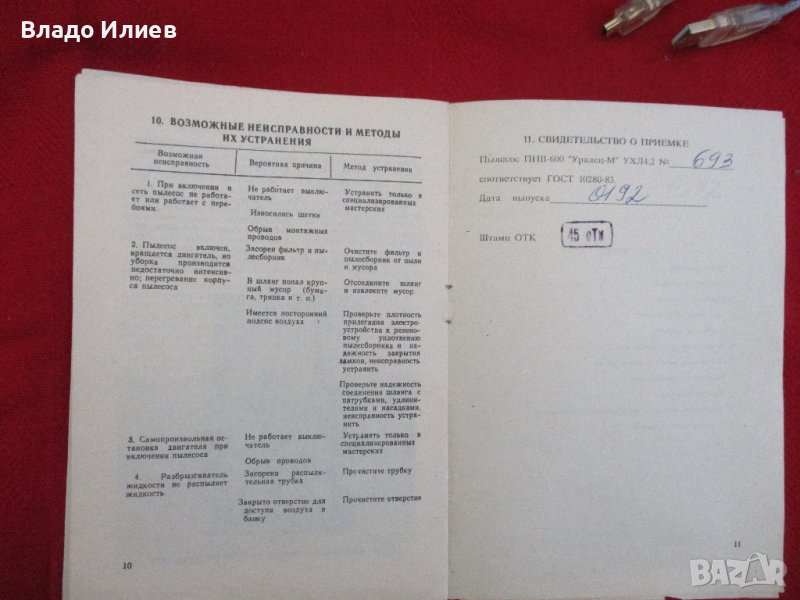 Владо Илиев
10. ВОЗМОЖНЫЕ НЕИСПРАВНОСТИ И МЕТОДЫ
ИХ УСТРАНЕНИЯ
Возможная
неисправность
Вероятная причина
Метод устранения
1. При включении в
сеть пылесос не работа-
ет или работает с пере-
боями
Не работает выклю-
чатель
Износились щетки
Обрыв монтажных
проводов
Устранять только в
специализированных
мастерских
2. Пылесос включен,
вращается двигатель, но
уборка производится
недостаточно интенсив-
но; перегревание корпу-
са пылесоса
Засорен фильтр и пы-
лесборник
Очистите фильтр и
пылесборник от пыли
и мусора
В шланг попал круп-
ный мусор (бума-
га, тряпка и т. п.)
Отсоедините шланг
и извлеките мусор
Имеется посторонний
подсос воздуха
Проверьте плотность
прилегания электро-
устройства к резино-
вому уплотнению
пылесборника и на-
дежность закрытия
замков, неисправность
устранить
Проверьте надежность
соединения шланга с
патрубками, удлини-
телями и насадками,
неисправность устра-
нить
3. Самопроизвольная ос-
тановка двигателя при
включении пылесоса
Не работает выклю-
чатель
Обрыв проводов
Устранять только в
специализированных
мастерских
4. Разбрызгиватель
жидкости не распыляет
жидкость
Засорена распыли-
тельная трубка
Прочистите трубку
Закрыто отверстие для
доступа воздуха в
банку
Прочистите отверстие
10
11. СВИДЕТЕЛЬСТВО О ПРИЕМКЕ
Пылесос ПНВ-600 "Уралец-М" УХЛ4.2 № 693
соответствует ГОСТ 10280-83
Дата выпуска 0192
Штамп ОТК 45 ОТК
11
BAZAR